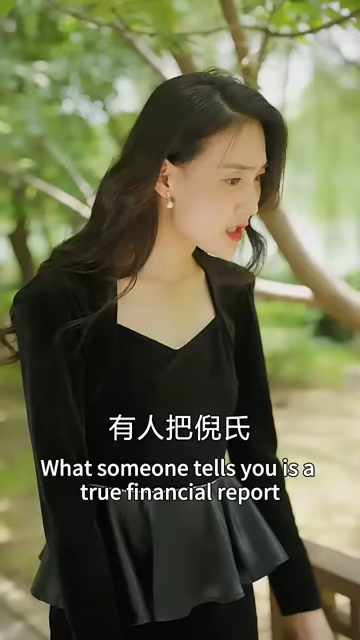 有人把倪氏
What someone tells you is a
true financial report